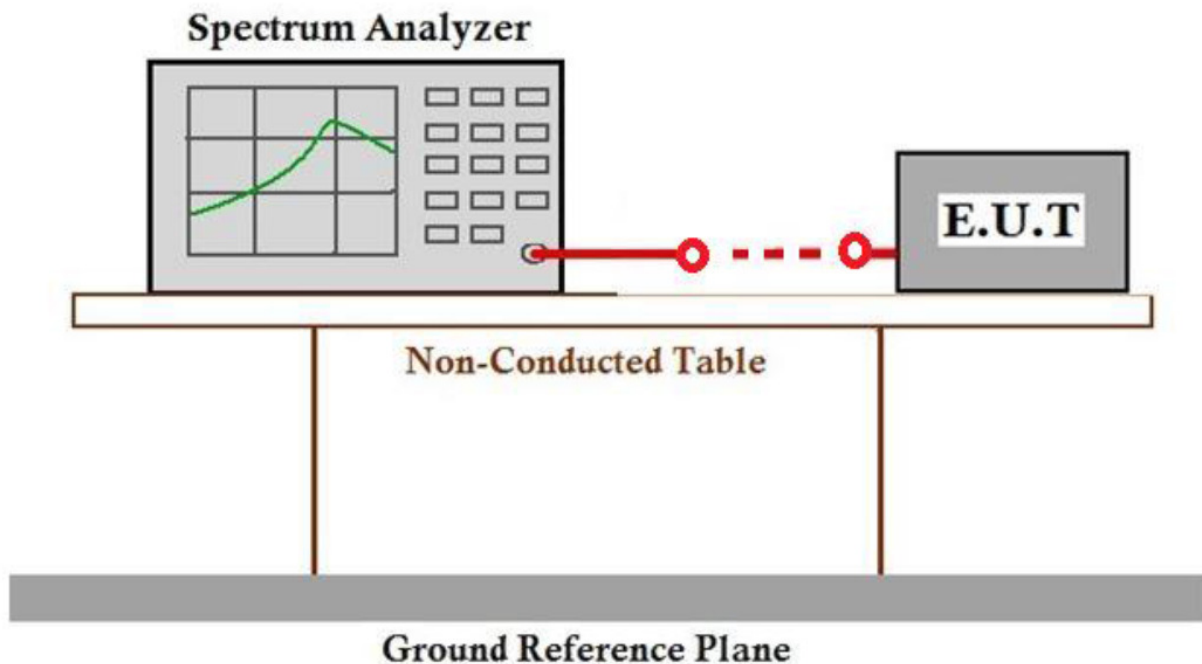 Spectrum Analyzer
E.U.T
Non-Conducted Table
Ground Reference Plane